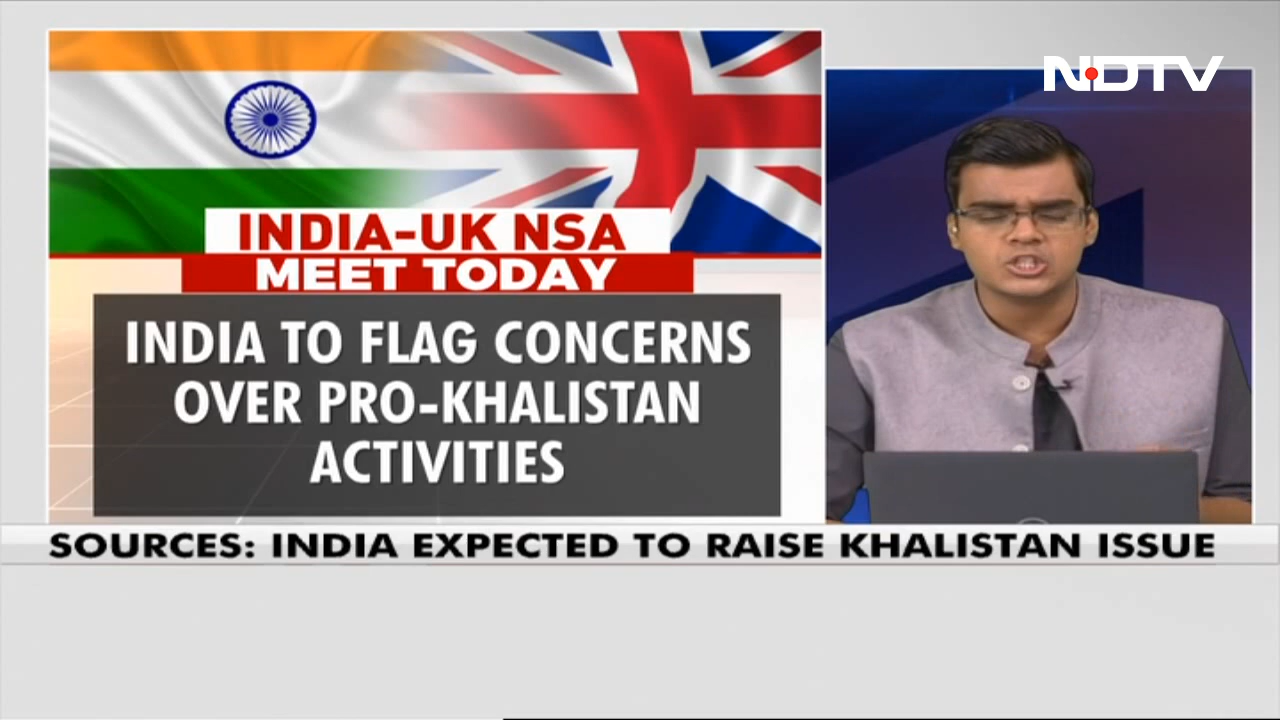 NDTV
INDIA-UK NSA
MEET TODAY
INDIA TO FLAG CONCERNS
OVER PRO-KHALISTAN
ACTIVITIES
SOURCES: INDIA EXPECTED TO RAISE KHALISTAN ISSUE